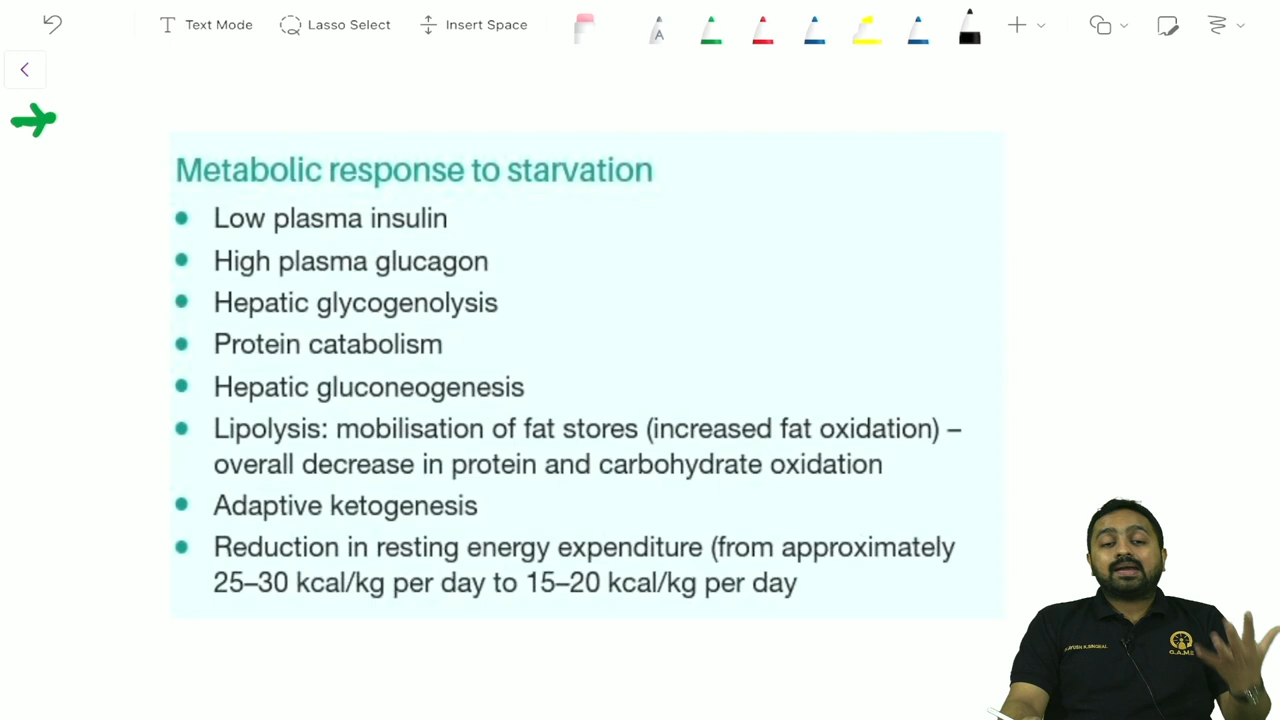 Text Mode
Lasso Select
Insert Space
A
Metabolic response to starvation
Low plasma insulin
High plasma glucagon
Hepatic glycogenolysis
Protein catabolism
Hepatic gluconeogenesis
Lipolysis: mobilisation of fat stores (increased fat oxidation) –
overall decrease in protein and carbohydrate oxidation
Adaptive ketogenesis
Reduction in resting energy expenditure (from approximately
25–30 kcal/kg per day to 15–20 kcal/kg per day